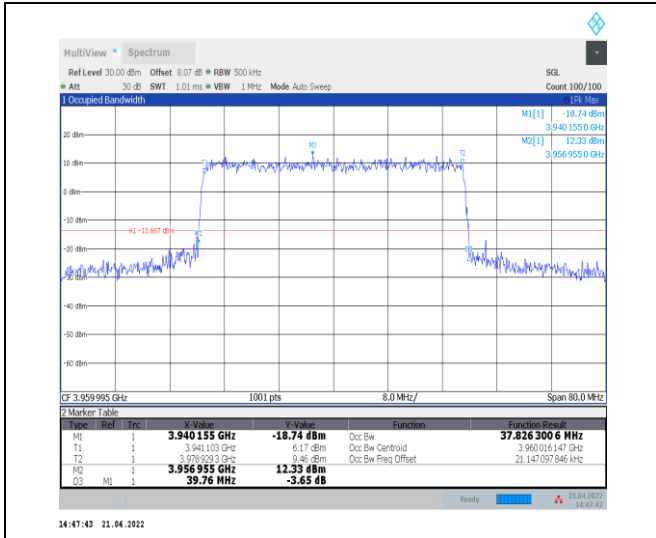 MultiView Spectrum
Ref Level 30.00 dBm Offset 8.07 dB RBW 500 kHz SGL
Att 30 dB SWT 1.01 ms VBW 1 MHz Mode Auto Sweep Count 100/100
1 Occupied Bandwidth 1Pk Max
M1[1] -18.74 dBm
3.940 155 0 GHz
M2[1] 12.33 dBm
3.956 955 0 GHz
20 dBm
M2
T2
10 dBm
0 dBm
-10 dBm
H1 -13.667 dBm
M1
-20 dBm
-40 dBm
-50 dBm
-60 dBm
CF 3.959 995 GHz 1001 pts 8.0 MHz/ Span 80.0 MHz
2 Marker Table
Type Ref Trc X-Value Y-Value Function Function Result
M1 1 3.940 155 GHz -18.74 dBm Occ Bw 37.826 300 6 MHz
T1 1 3.941 103 GHz 6.17 dBm Occ Bw Centroid 3.960 016 147 GHz
T2 1 3.978 929 3 GHz 9.46 dBm Occ Bw Freq Offset 21.147 097 846 kHz
M2 1 3.956 955 GHz 12.33 dBm
D3 M1 1 39.76 MHz -3.65 dB
Ready 21.04.2022
14:47:42
14:47:43 21.04.2022